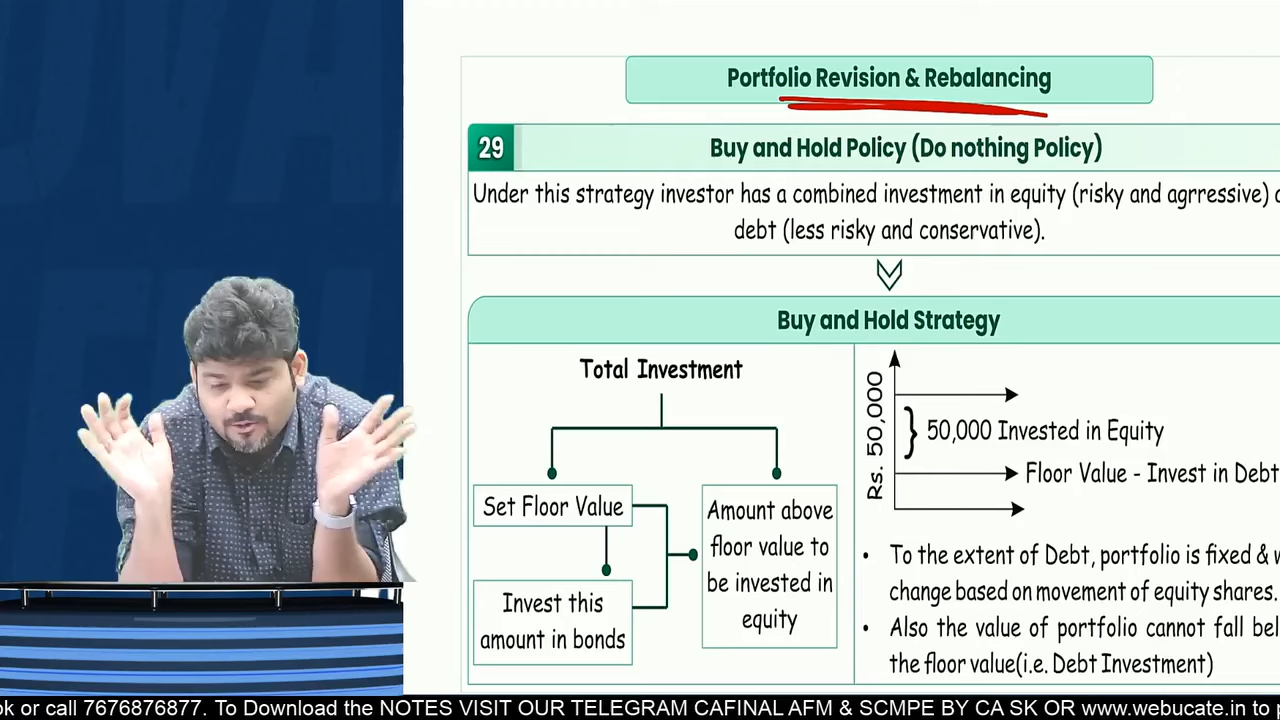 Portfolio Revision & Rebalancing
29
Buy and Hold Policy (Do nothing Policy)
Under this strategy investor has a combined investment in equity (risky and agrressive)
debt (less risky and conservative).
Buy and Hold Strategy
Total Investment
Set Floor Value
Invest this
amount in bonds
Amount above
floor value to
be invested in
equity
Rs. 50,000
50,000 Invested in Equity
Floor Value - Invest in Debt
• To the extent of Debt, portfolio is fixed &
change based on movement of equity shares.
• Also the value of portfolio cannot fall
the floor value(i.e. Debt Investment)
or call 7676876877. To Download the NOTES VISIT OUR TELEGRAM CAFINAL AFM & SCMPE BY CA SK OR www.webucate.in to